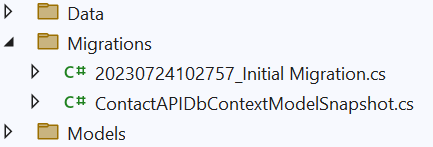 Data
Migrations
C# 20230724102757_Initial Migration.cs
C# ContactAPIDbContextModelSnapshot.cs
Models